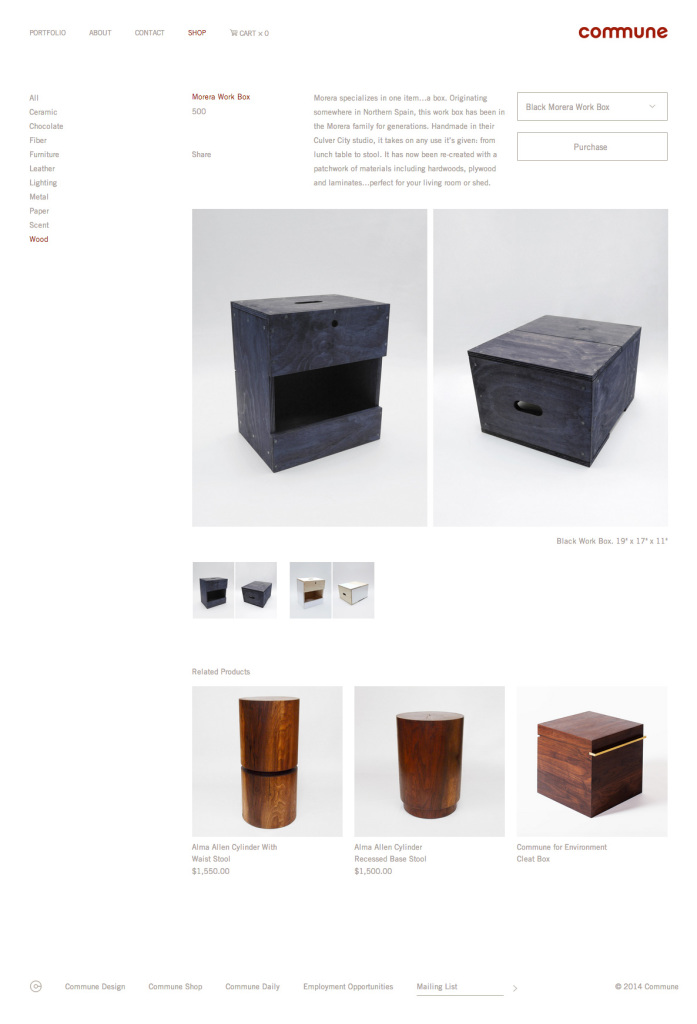 PORTFOLIO
ABOUT
CONTACT
SHOP
CART × 0
commune
All
Ceramic
Chocolate
Fiber
Furniture
Leather
Lighting
Metal
Paper
Scent
Wood
Morera Work Box
500
Share
Morera specializes in one item...a box. Originating
somewhere in Northern Spain, this work box has been in
the Morera family for generations. Handmade in their
Culver City studio, it takes on any use it's given: from
lunch table to stool. It has now been re-created with a
patchwork of materials including hardwoods, plywood
and laminates...perfect for your living room or shed.
Black Morera Work Box
Purchase
Black Work Box. 19" x 17" x 11"
Related Products
Alma Allen Cylinder With
Waist Stool
$1,550.00
Alma Allen Cylinder
Recessed Base Stool
$1,500.00
Commune for Environment
Cleat Box
Commune Design
Commune Shop
Commune Daily
Employment Opportunities
Mailing List
© 2014 Commune